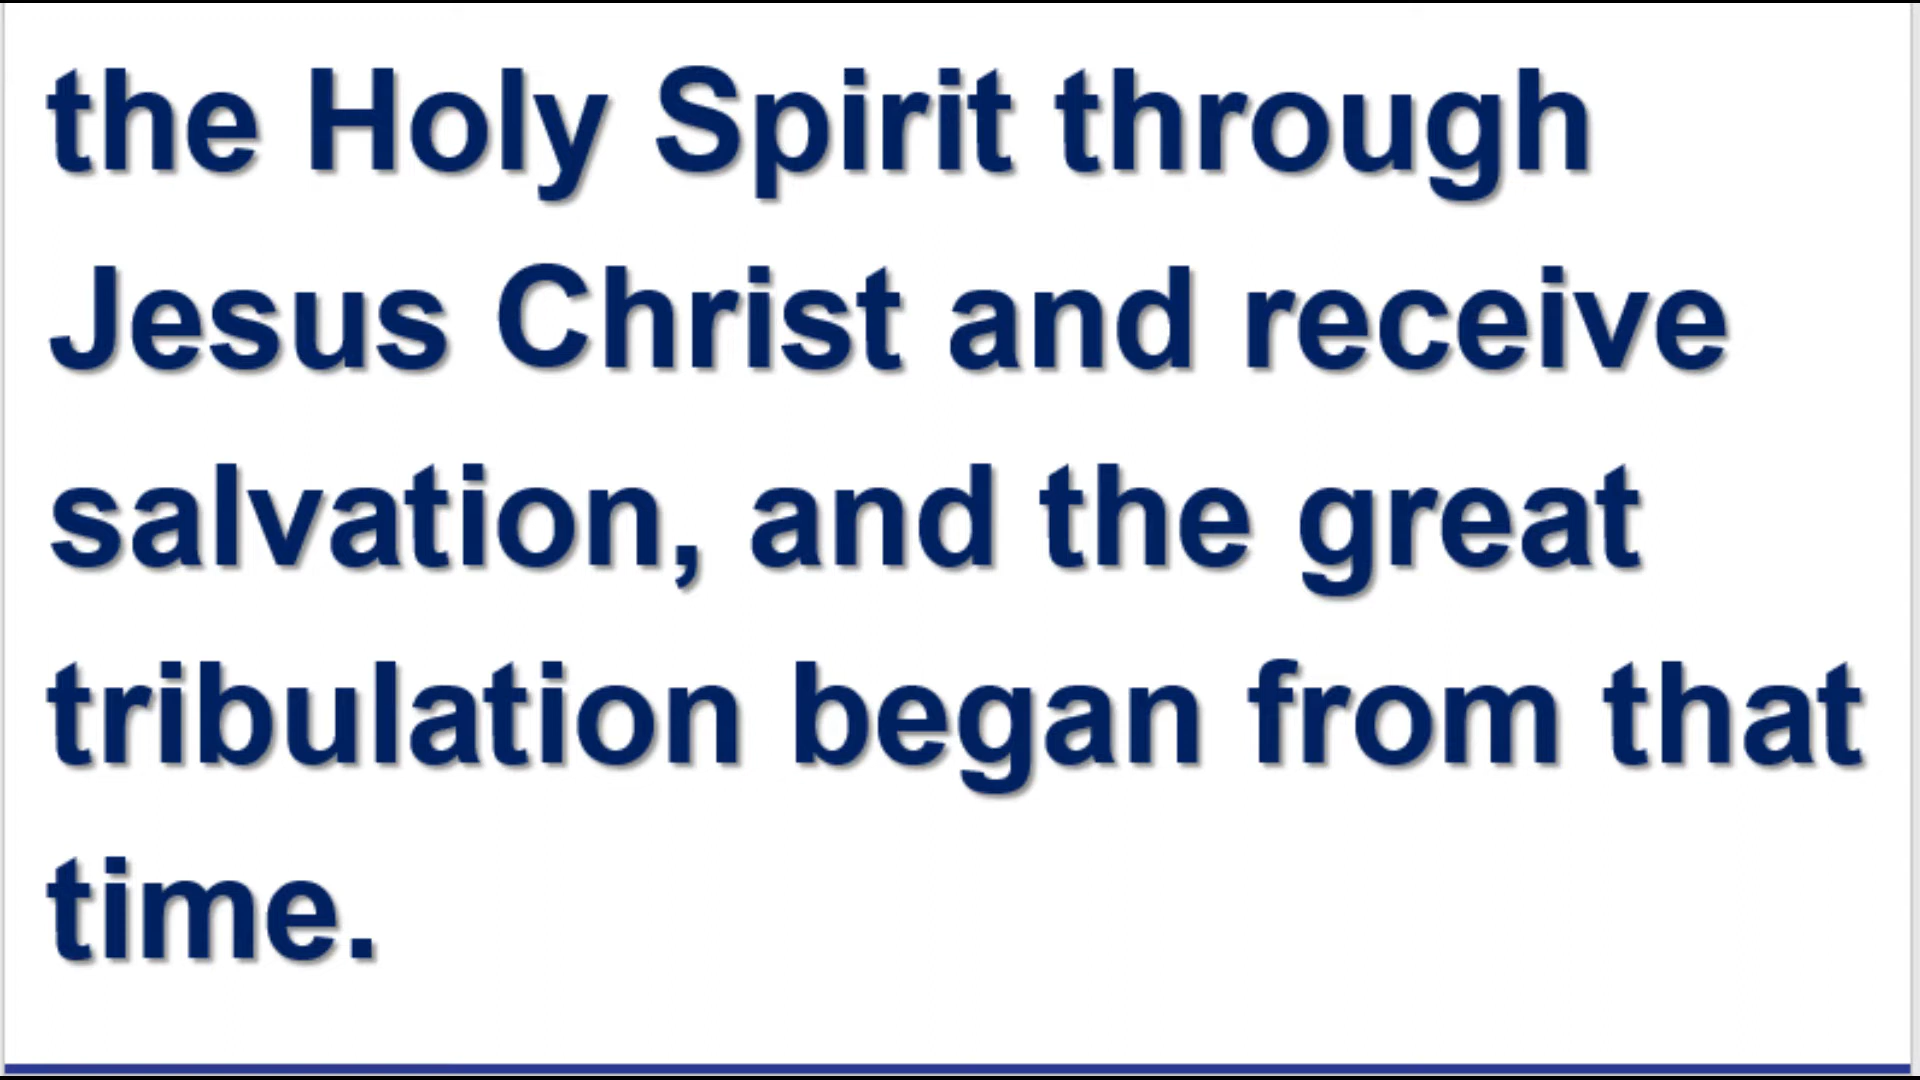 the Holy Spirit through
Jesus Christ and receive
salvation, and the great
tribulation began from that
time.